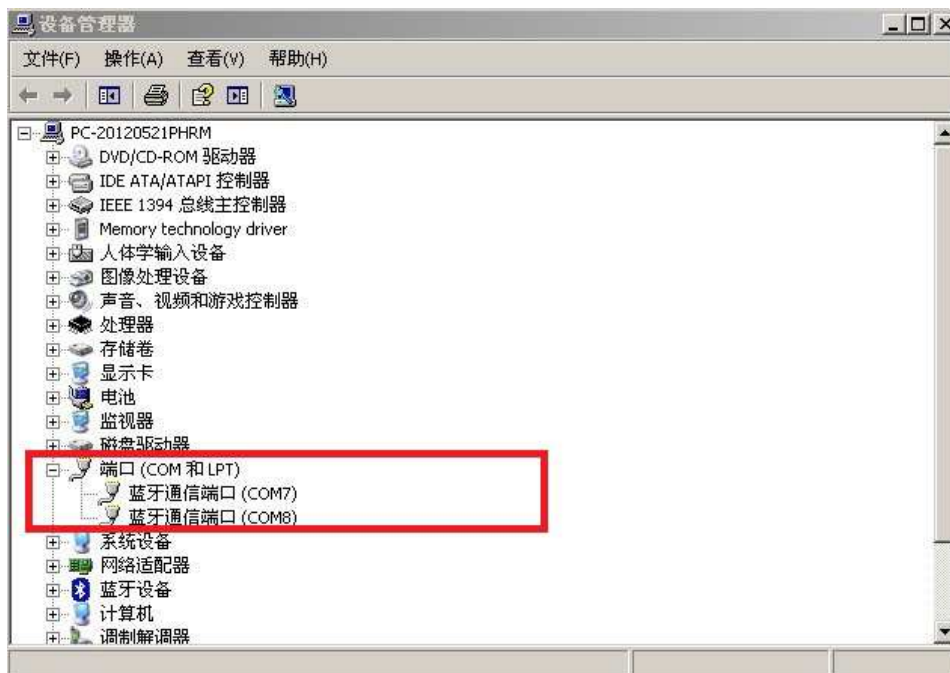 设备管理器
文件(F) 操作(A) 查看(V) 帮助(H)
PC-20120521PHRM
DVD/CD-ROM 驱动器
IDE ATA/ATAPI 控制器
IEEE 1394 总线主控制器
Memory technology driver
人体学输入设备
图像处理设备
声音、视频和游戏控制器
处理器
存储卷
显示卡
电池
监视器
磁盘驱动器
端口 (COM 和 LPT)
蓝牙通信端口 (COM7)
蓝牙通信端口 (COM8)
系统设备
网络适配器
蓝牙设备
计算机
调制解调器